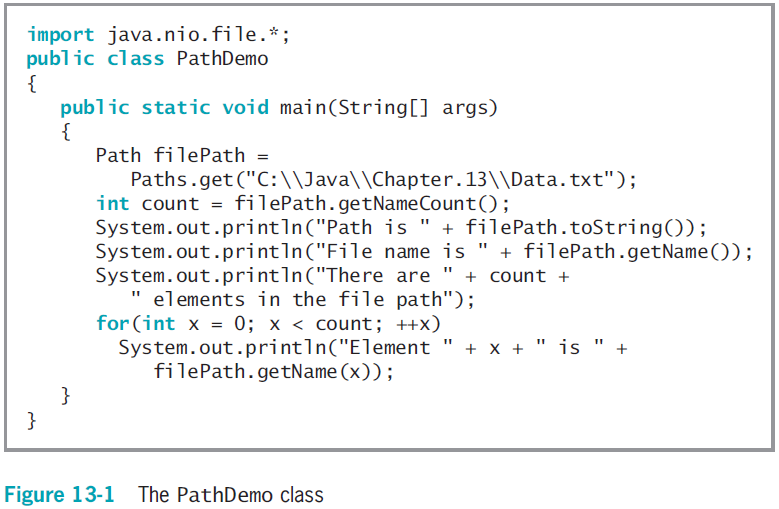 import java.nio.file.*;
public class PathDemo
{
   public static void main(String[] args)
   {
      Path filePath =
         Paths.get("C:\\Java\\Chapter.13\\Data.txt");
      int count = filePath.getNameCount();
      System.out.println("Path is " + filePath.toString());
      System.out.println("File name is " + filePath.getName());
      System.out.println("There are " + count +
         " elements in the file path");
      for(int x = 0; x < count; ++x)
        System.out.println("Element " + x + " is " +
           filePath.getName(x));
   }
}
Figure 13-1 The PathDemo class